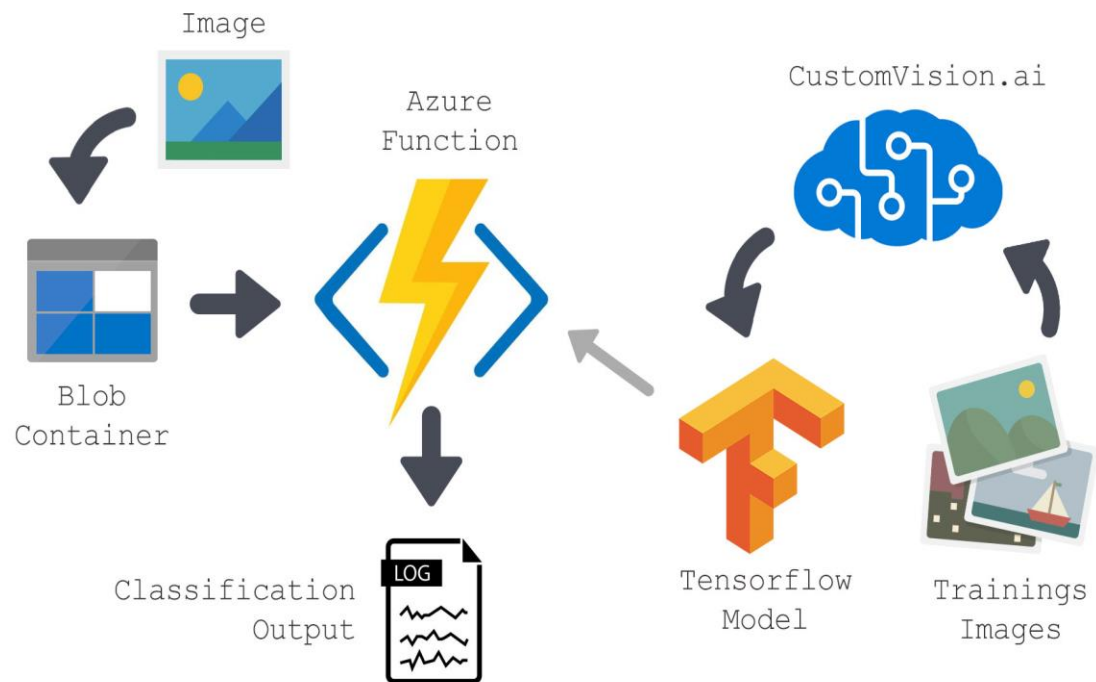 Image
CustomVision.ai
Azure
Function
Blob
Container
Classification
Output
LOG
Tensorflow
Model
Trainings
Images